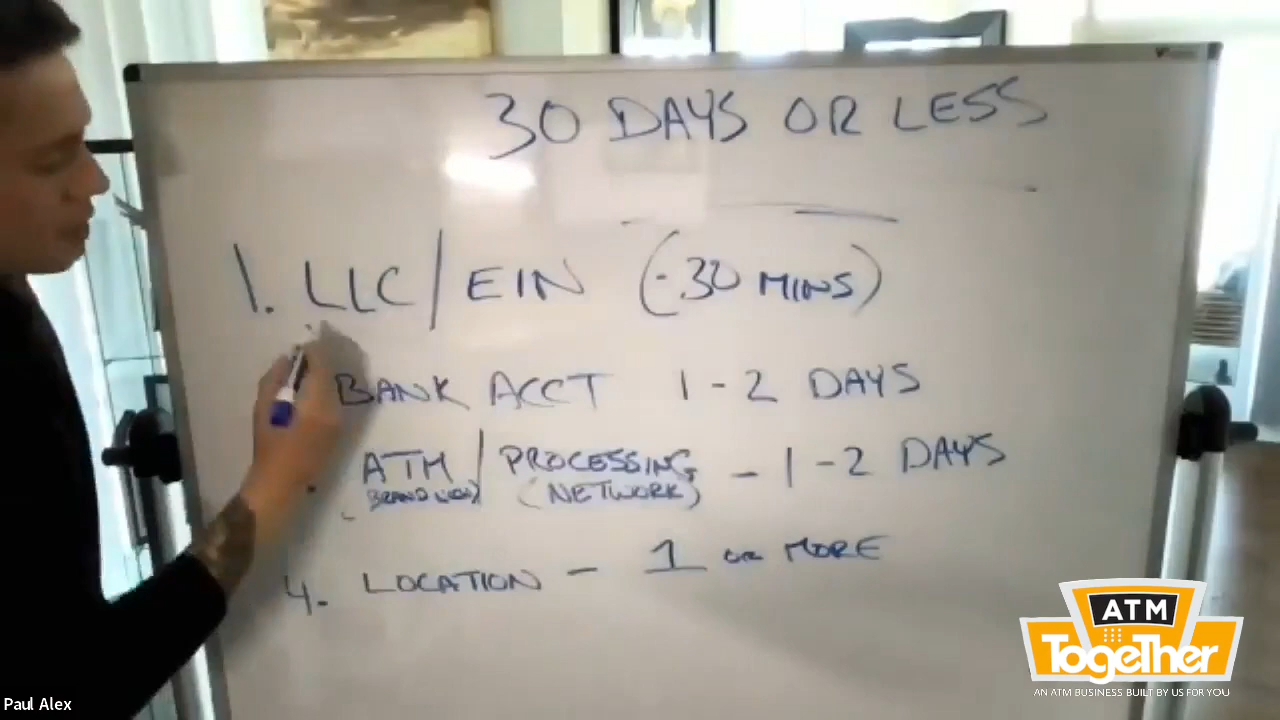 30 DAYS OR LESS
1. LLC/EIN (-30 MINS)
BANK ACCT 1-2 DAYS
ATM / PROCESSING - 1-2 DAYS
(BRAND NEW) (NETWORK)
4. LOCATION - 1 OR MORE
ATM
Together
AN ATM BUSINESS BUILT BY US FOR YOU
Paul Alex